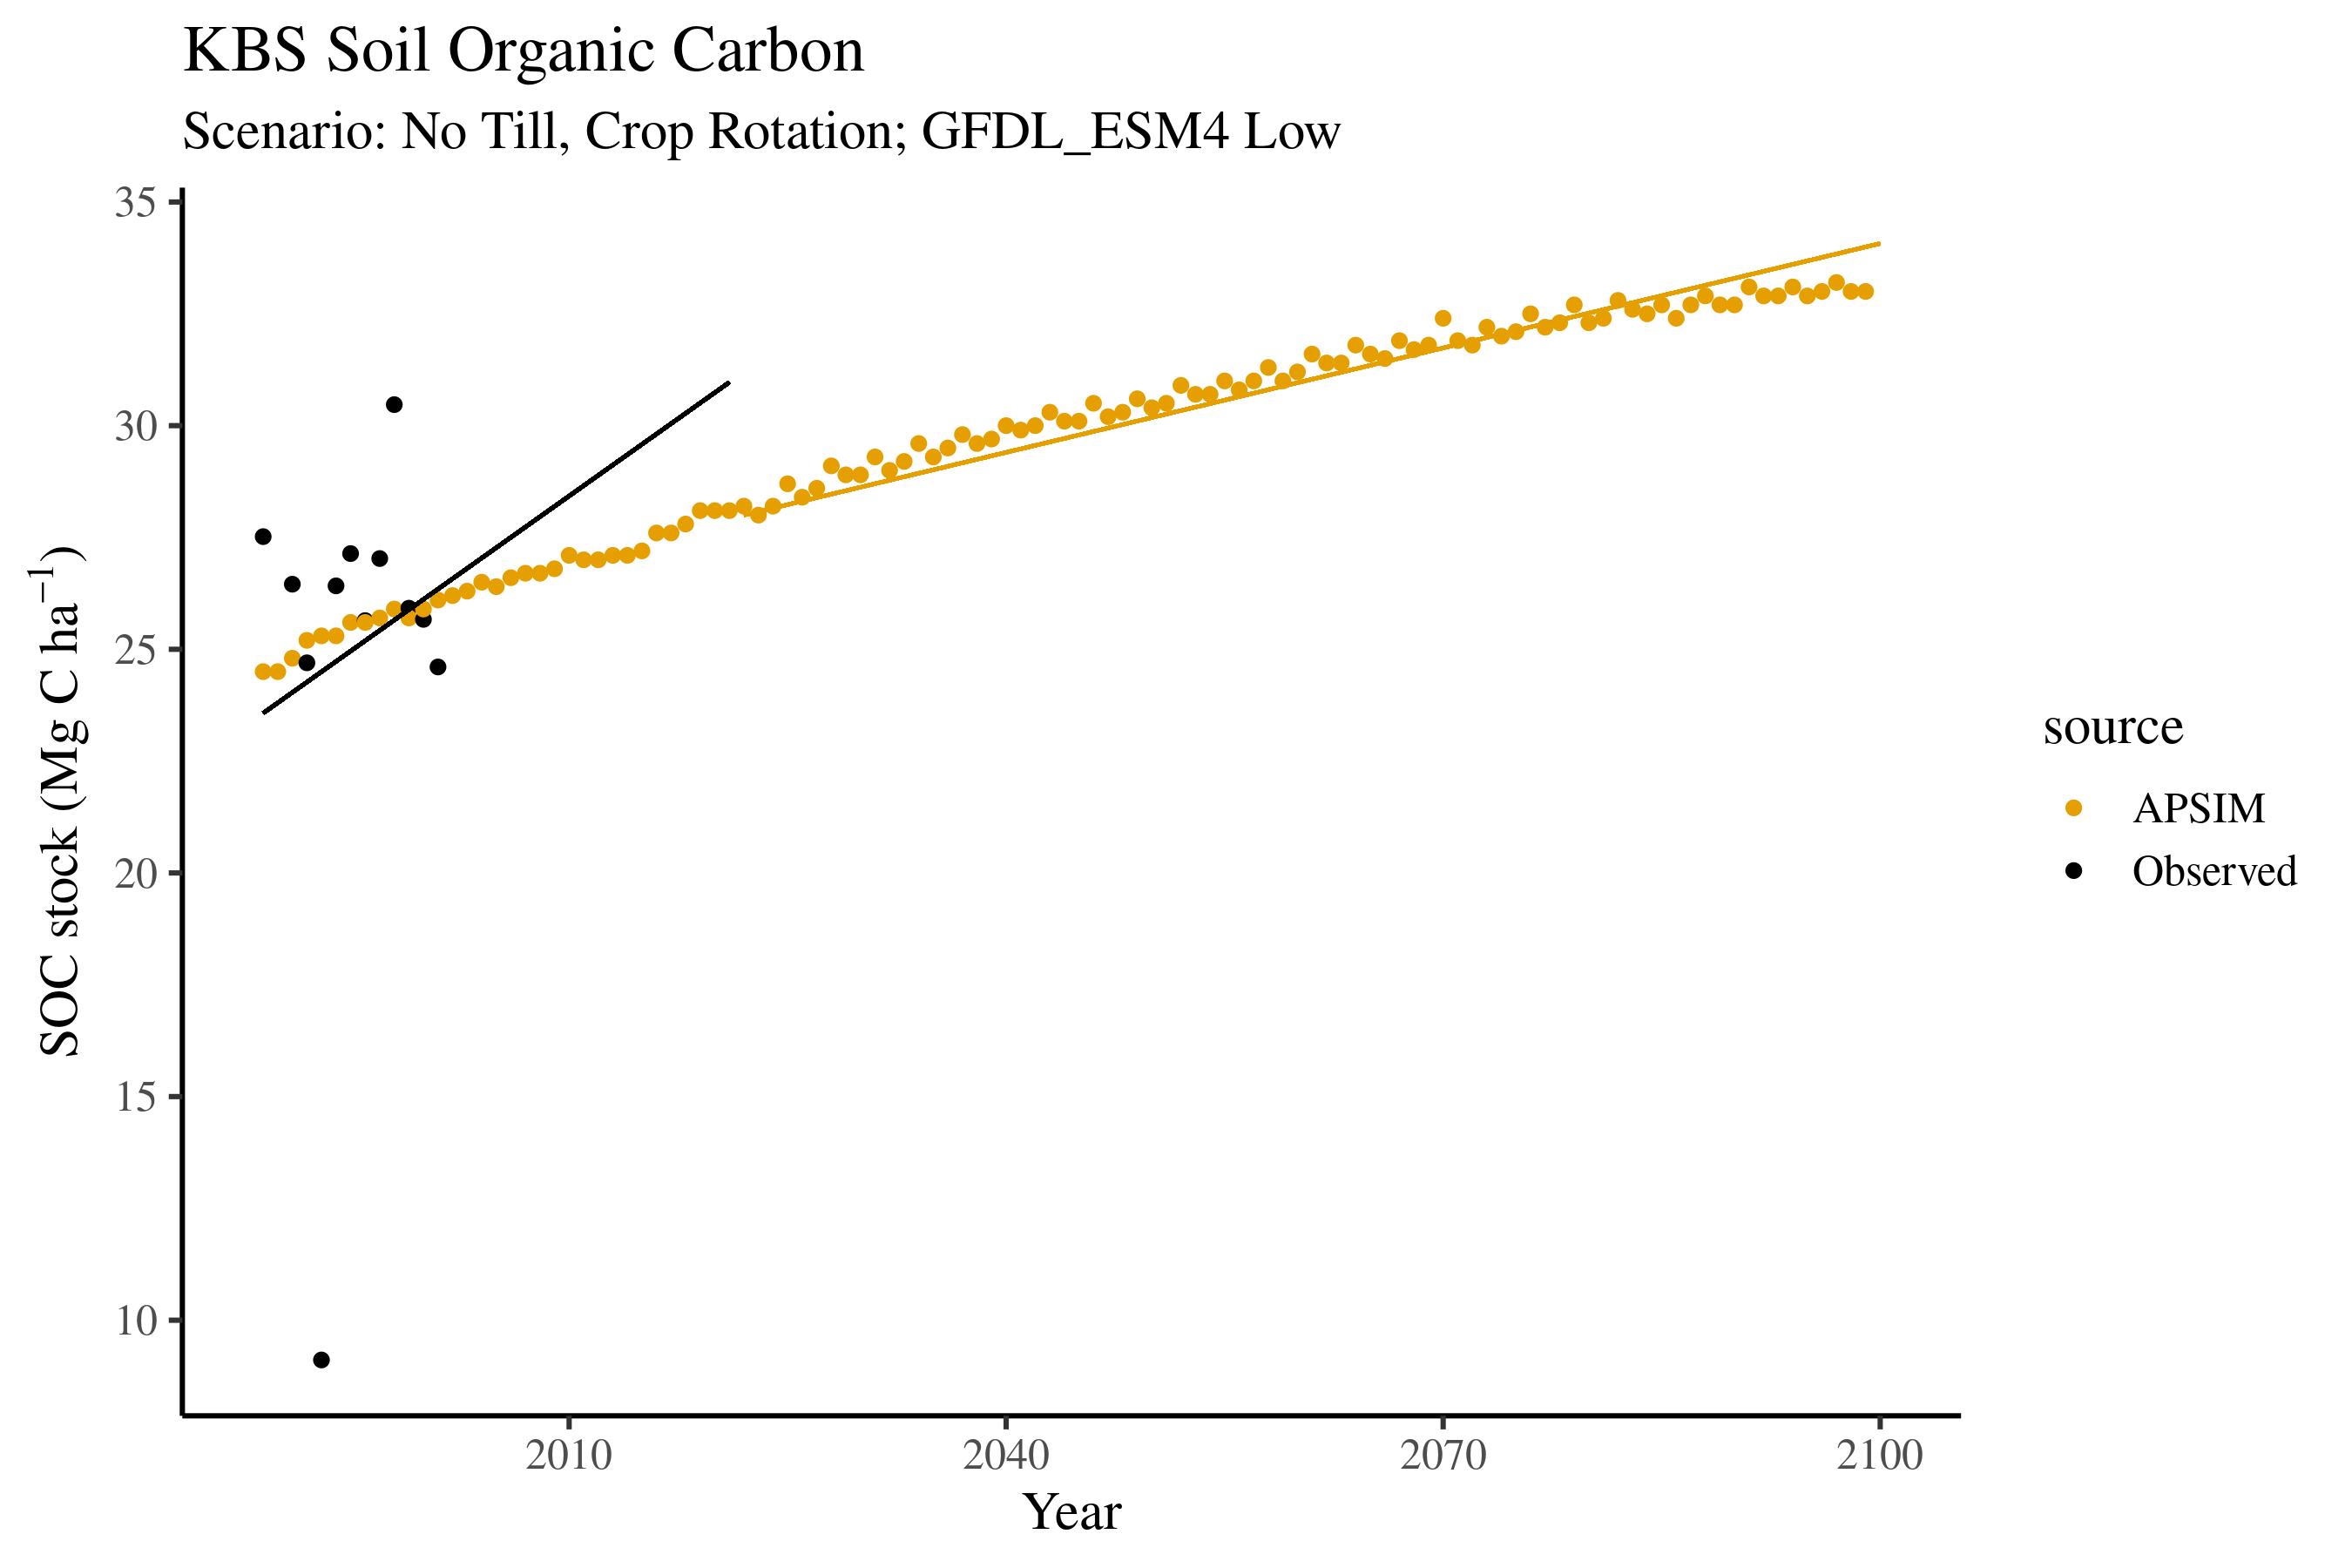 KBS Soil Organic Carbon
Scenario: No Till, Crop Rotation; GFDL_ESM4 Low
SOC stock (Mg C ha⁻¹)
35
30
25
20
15
10
2010
2040
2070
2100
Year
source
APSIM
Observed